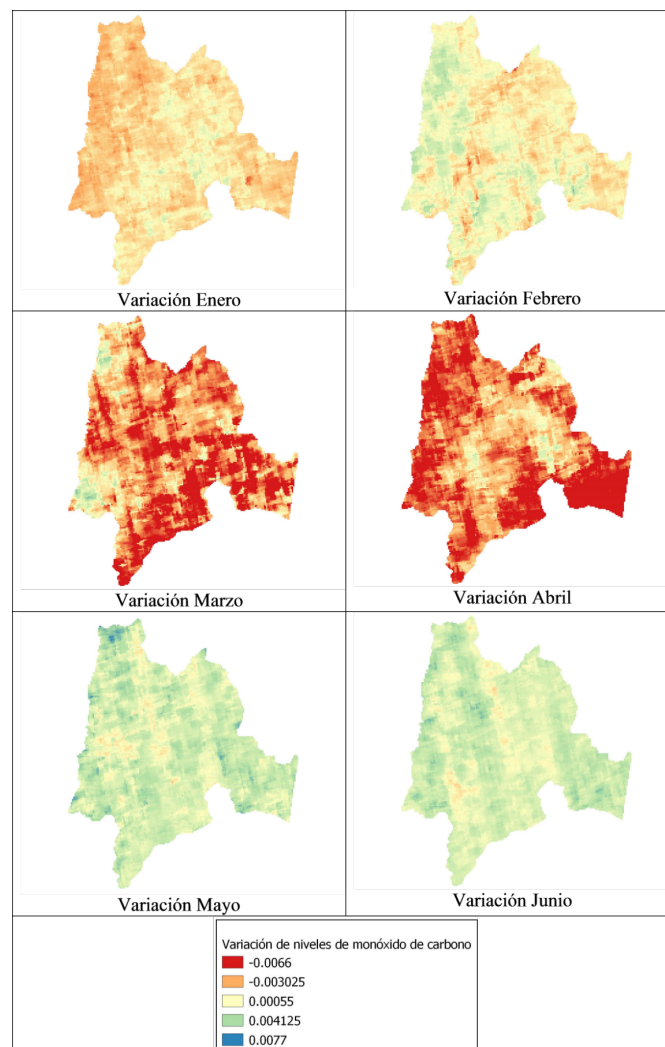 Variación Enero
Variación Febrero
Variación Marzo
Variación Abril
Variación Mayo
Variación Junio
Variación de niveles de monóxido de carbono
-0.0066
-0.003025
0.00055
0.004125
0.0077